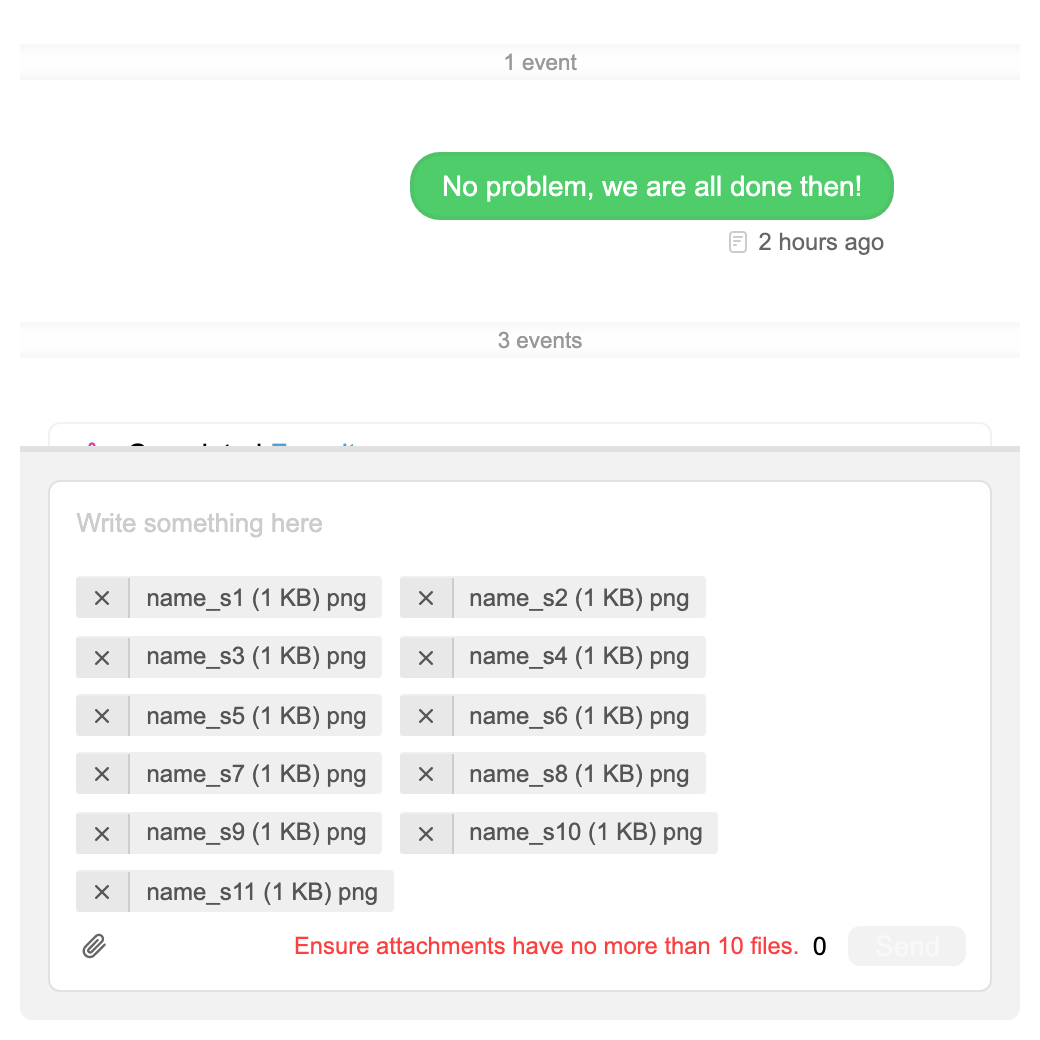 1 event
No problem, we are all done then!
2 hours ago
3 events
Write something here
name_s1 (1 KB) png name_s2 (1 KB) png
name_s3 (1 KB) png name_s4 (1 KB) png
name_s5 (1 KB) png name_s6 (1 KB) png
name_s7 (1 KB) png name_s8 (1 KB) png
name_s9 (1 KB) png name_s10 (1 KB) png
name_s11 (1 KB) png
Ensure attachments have no more than 10 files. 0 Send